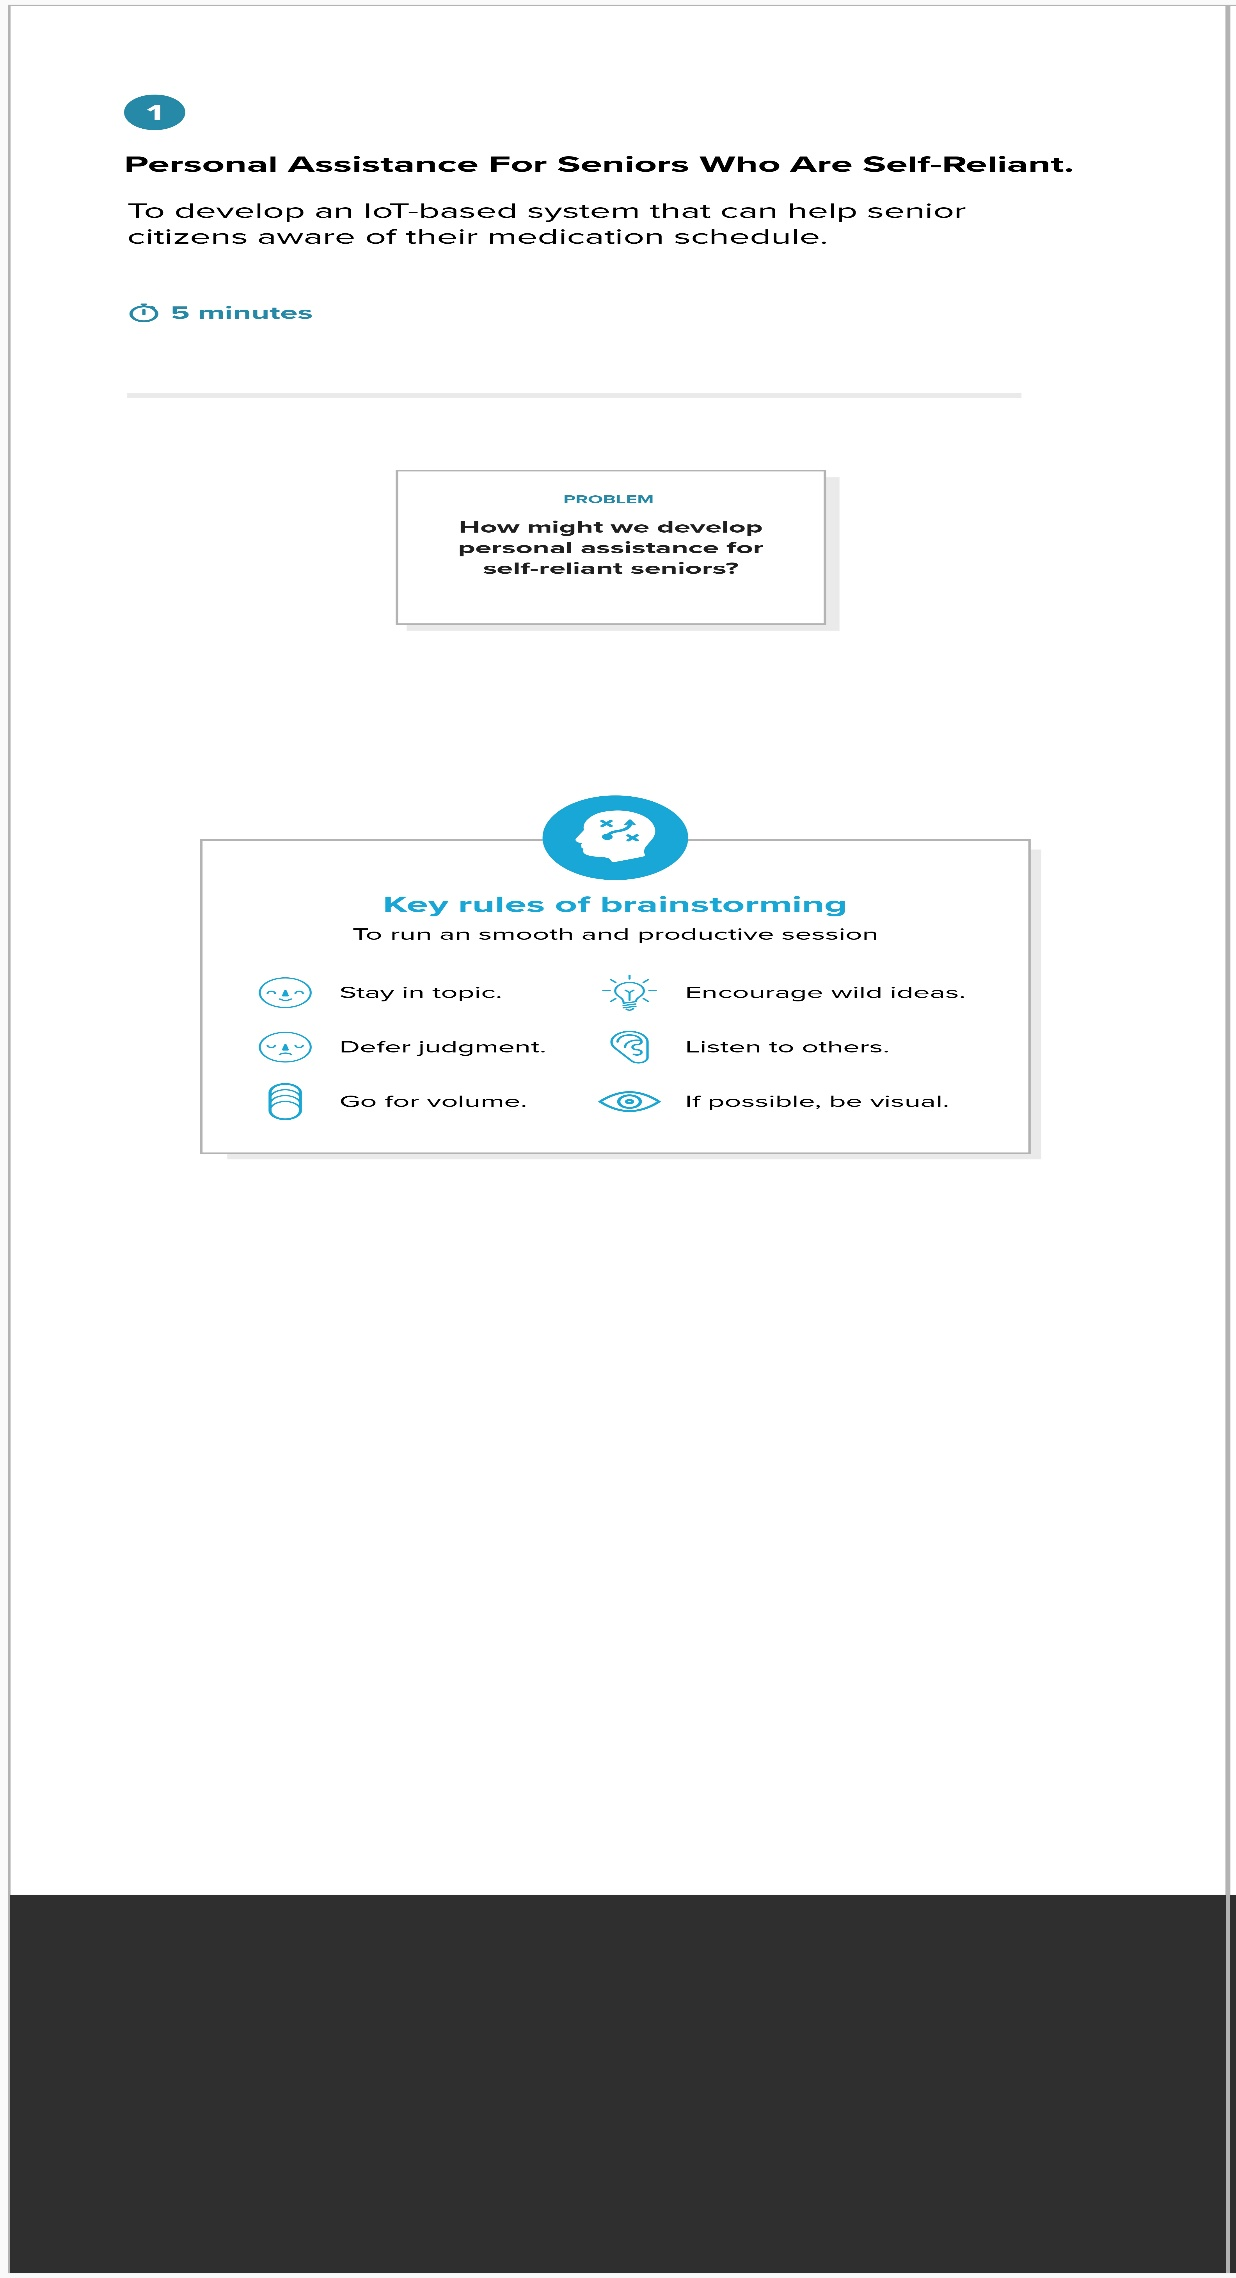 1
Personal Assistance For Seniors Who Are Self-Reliant.
To develop an IoT-based system that can help senior
citizens aware of their medication schedule.
5 minutes
PROBLEM
How might we develop
personal assistance for
self-reliant seniors?
Key rules of brainstorming
To run an smooth and productive session
Stay in topic.
Encourage wild ideas.
Defer judgment.
Listen to others.
Go for volume.
If possible, be visual.